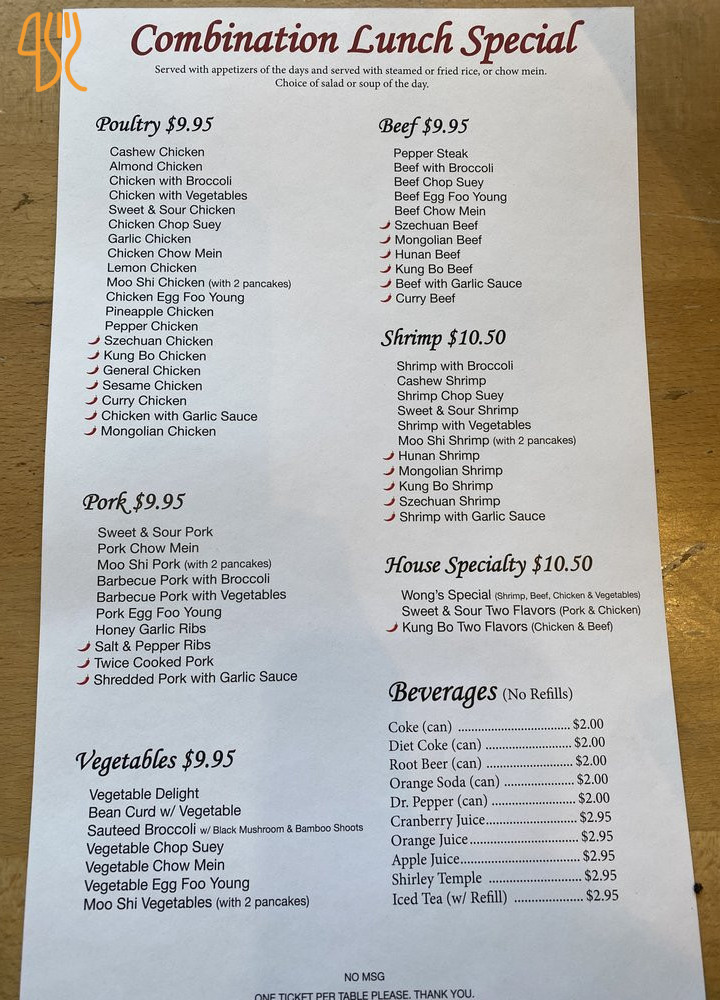 Combination Lunch Special
Served with appetizers of the days and served with steamed or fried rice, or chow mein.
Choice of salad or soup of the day.
Poultry $9.95
Cashew Chicken
Almond Chicken
Chicken with Broccoli
Chicken with Vegetables
Sweet & Sour Chicken
Chicken Chop Suey
Garlic Chicken
Chicken Chow Mein
Lemon Chicken
Moo Shi Chicken (with 2 pancakes)
Chicken Egg Foo Young
Pineapple Chicken
Pepper Chicken
Szechuan Chicken
Kung Bo Chicken
General Chicken
Sesame Chicken
Curry Chicken
Chicken with Garlic Sauce
Mongolian Chicken
Pork $9.95
Sweet & Sour Pork
Pork Chow Mein
Moo Shi Pork (with 2 pancakes)
Barbecue Pork with Broccoli
Barbecue Pork with Vegetables
Pork Egg Foo Young
Honey Garlic Ribs
Salt & Pepper Ribs
Twice Cooked Pork
Shredded Pork with Garlic Sauce
Vegetables $9.95
Vegetable Delight
Bean Curd w/ Vegetable
Sauteed Broccoli w/ Black Mushroom & Bamboo Shoots
Vegetable Chop Suey
Vegetable Chow Mein
Vegetable Egg Foo Young
Moo Shi Vegetables (with 2 pancakes)
Beef $9.95
Pepper Steak
Beef with Broccoli
Beef Chop Suey
Beef Egg Foo Young
Beef Chow Mein
Szechuan Beef
Mongolian Beef
Hunan Beef
Kung Bo Beef
Beef with Garlic Sauce
Curry Beef
Shrimp $10.50
Shrimp with Broccoli
Cashew Shrimp
Shrimp Chop Suey
Sweet & Sour Shrimp
Shrimp with Vegetables
Moo Shi Shrimp (with 2 pancakes)
Hunan Shrimp
Mongolian Shrimp
Kung Bo Shrimp
Szechuan Shrimp
Shrimp with Garlic Sauce
House Specialty $10.50
Wong's Special (Shrimp, Beef, Chicken & Vegetables)
Sweet & Sour Two Flavors (Pork & Chicken)
Kung Bo Two Flavors (Chicken & Beef)
Beverages (No Refills)
Coke (can) ................................. $2.00
Diet Coke (can) ......................... $2.00
Root Beer (can) ........................ $2.00
Orange Soda (can) .................... $2.00
Dr. Pepper (can) ........................ $2.00
Cranberry Juice.......................... $2.95
Orange Juice................................ $2.95
Apple Juice................................... $2.95
Shirley Temple ........................... $2.95
Iced Tea (w/ Refill) .................... $2.95
NO MSG
ONE TICKET PER TABLE PLEASE. THANK YOU.